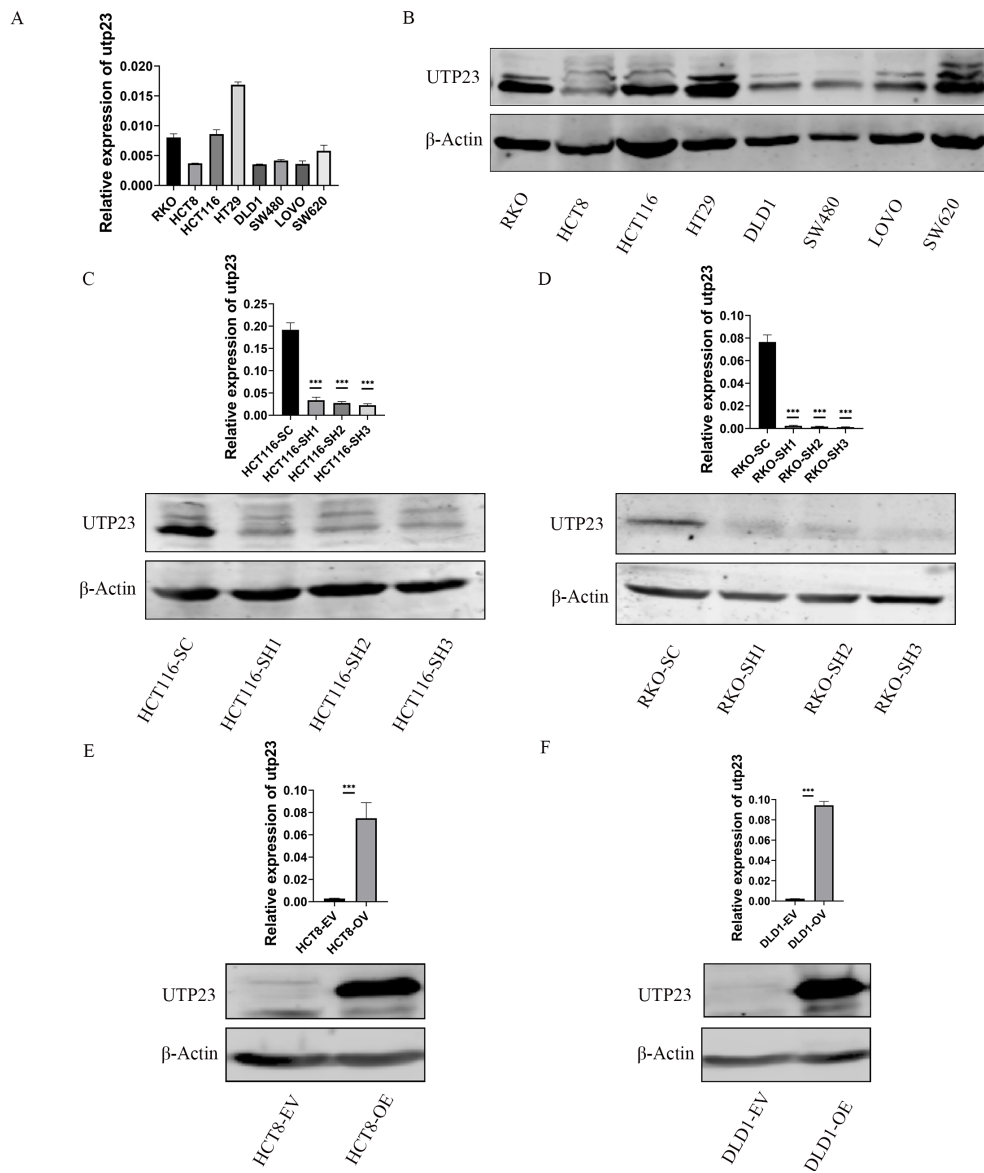 A
Relative expression of utp23
0.020
0.015
0.010
0.005
0.000
RKO
HCT8
HCT116
HT29
DLD1
SW480
LOVO
SW620
B
UTP23
β-Actin
RKO
HCT8
HCT116
HT29
DLD1
SW480
LOVO
SW620
C
Relative expression of utp23
0.25
0.20
0.15
0.10
0.05
0.00
***
***
***
HCT116-SC
HCT116-SH1
HCT116-SH2
HCT116-SH3
UTP23
β-Actin
HCT116-SC
HCT116-SH1
HCT116-SH2
HCT116-SH3
D
Relative expression of utp23
0.10
0.08
0.06
0.04
0.02
0.00
***
***
***
RKO-SC
RKO-SH1
RKO-SH2
RKO-SH3
UTP23
β-Actin
RKO-SC
RKO-SH1
RKO-SH2
RKO-SH3
E
Relative expression of utp23
0.10
0.08
0.06
0.04
0.02
0.00
***
HCT8-EV
HCT8-OV
UTP23
β-Actin
HCT8-EV
HCT8-OE
F
Relative expression of utp23
0.10
0.08
0.06
0.04
0.02
0.00
***
DLD1-EV
DLD1-OV
UTP23
β-Actin
DLD1-EV
DLD1-OE